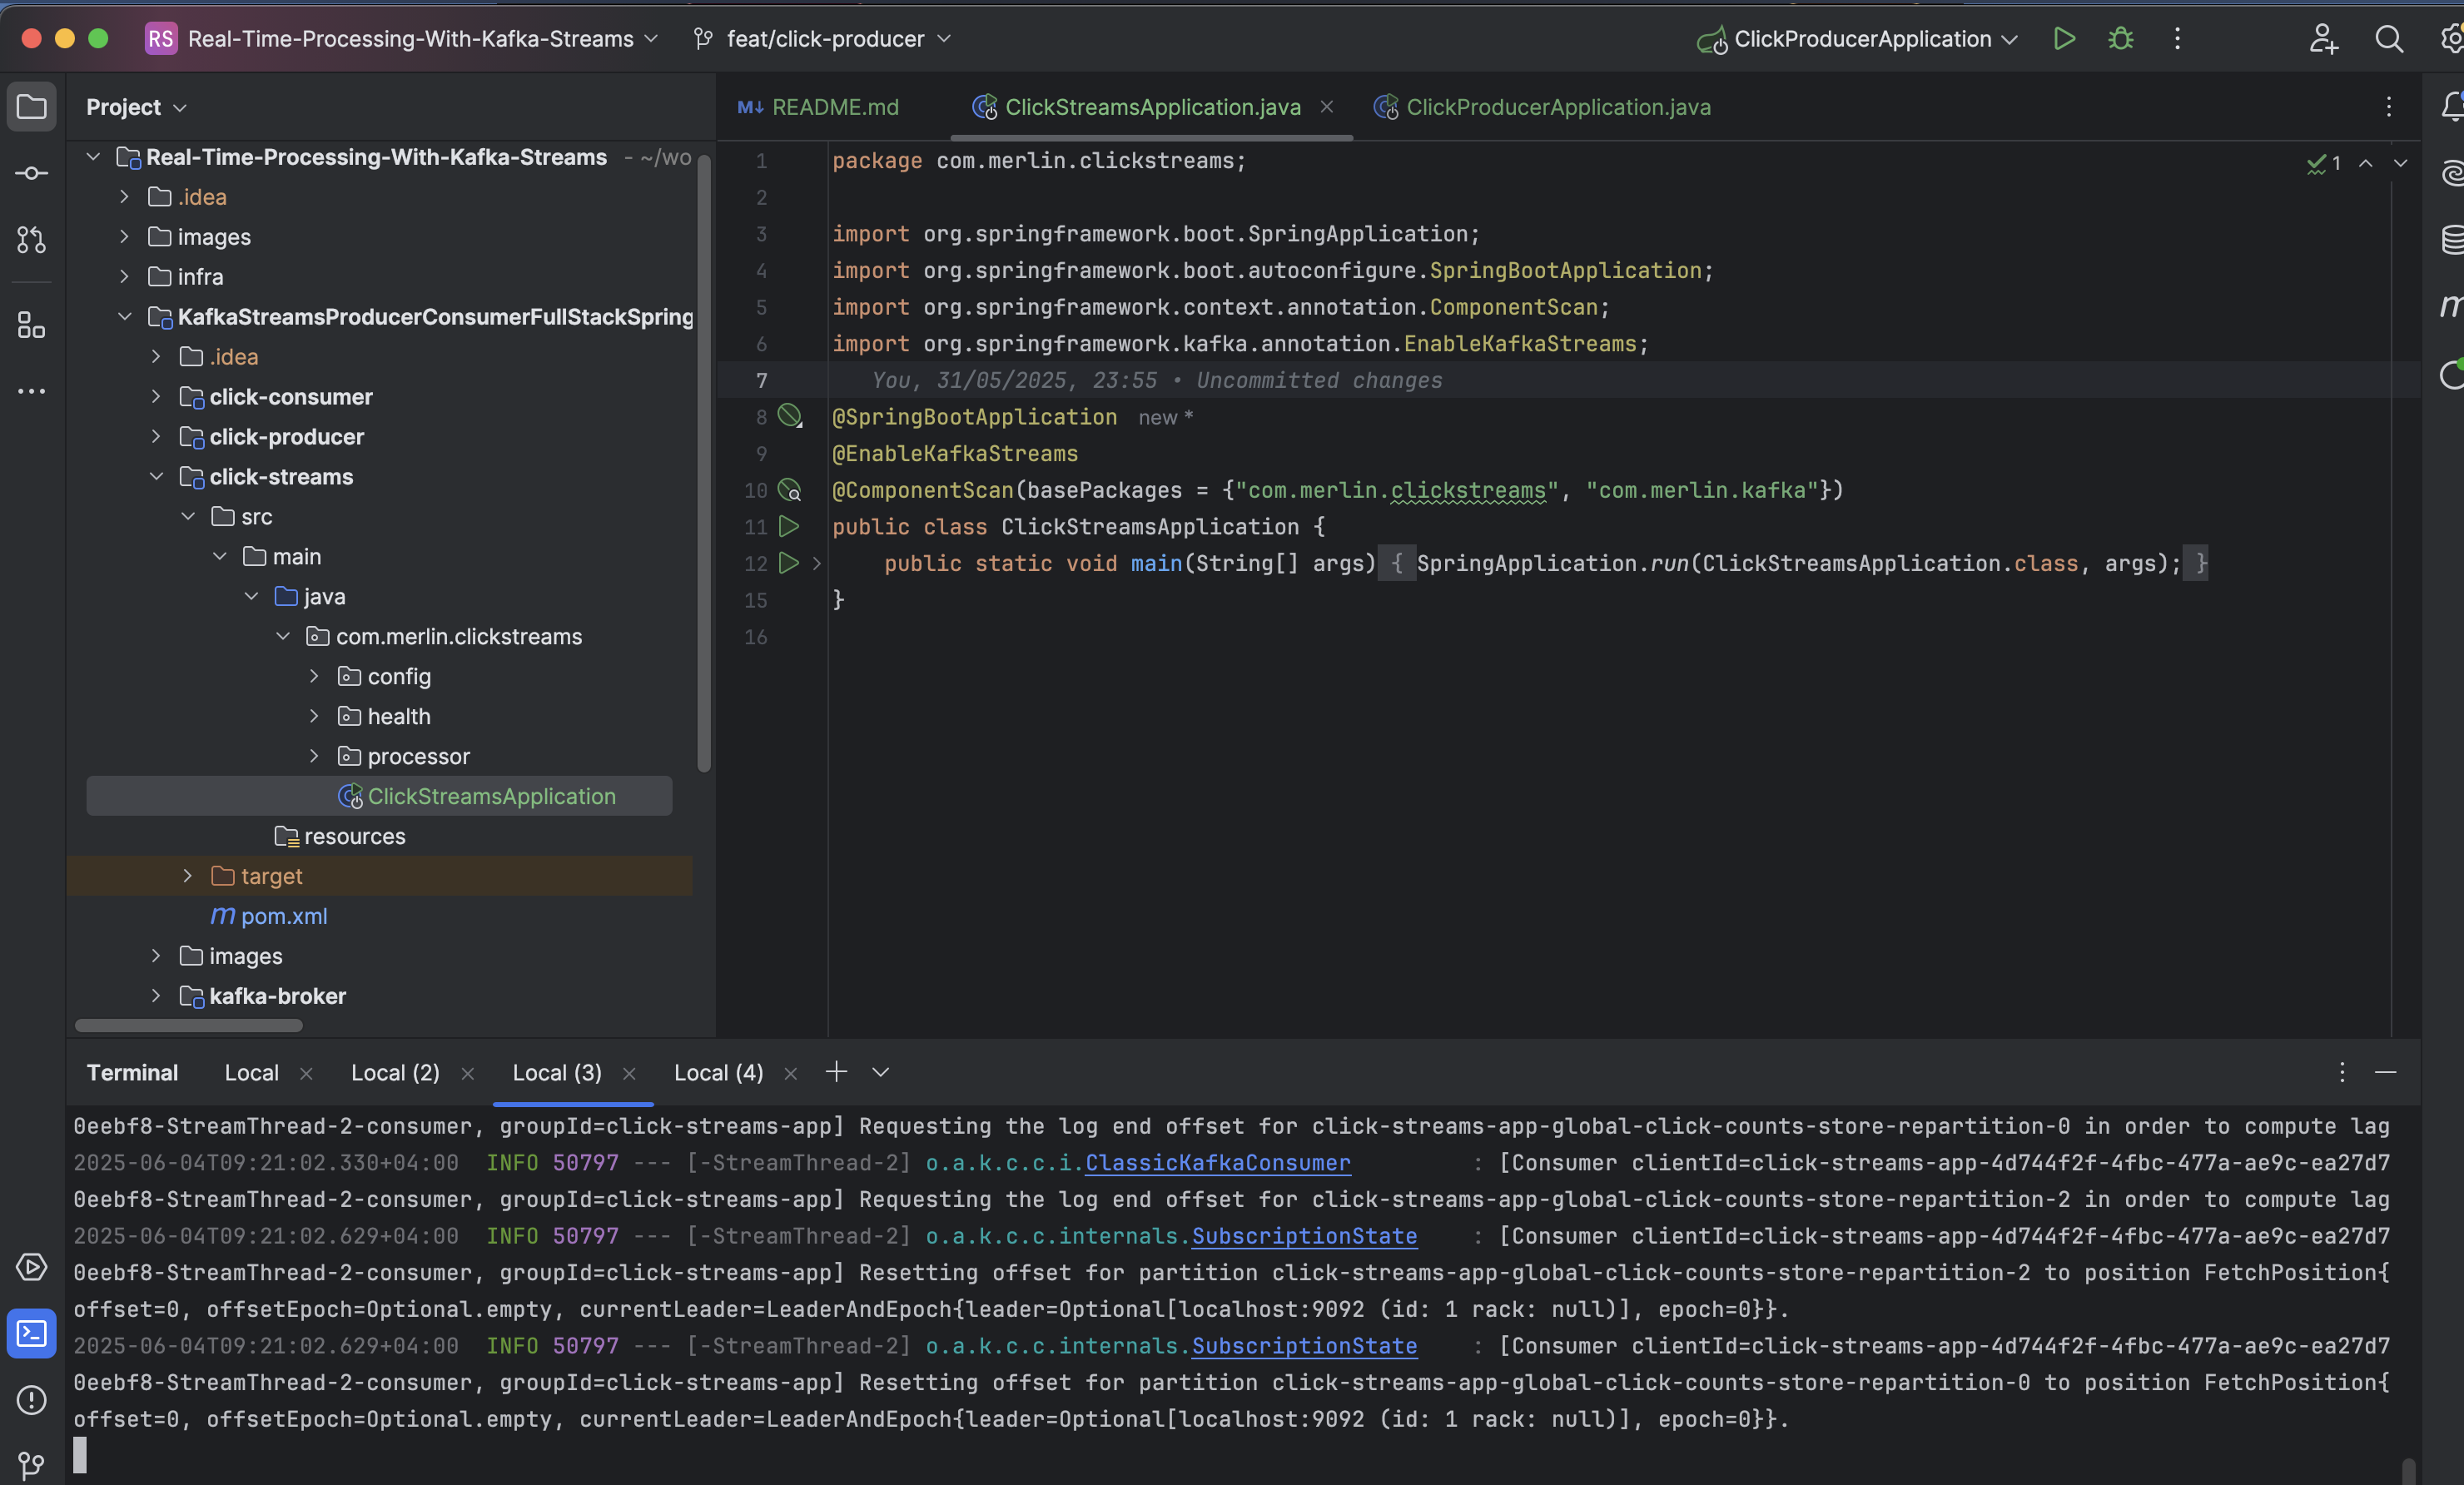 RS Real-Time-Processing-With-Kafka-Streams feat/click-producer ClickProducerApplication
Project
Real-Time-Processing-With-Kafka-Streams - ~/wo
.idea
images
infra
KafkaStreamsProducerConsumerFullStackSpring
.idea
click-consumer
click-producer
click-streams
src
main
java
com.merlin.clickstreams
config
health
processor
ClickStreamsApplication
resources
target
m pom.xml
images
kafka-broker
M↓ README.md ClickStreamsApplication.java ClickProducerApplication.java
1 package com.merlin.clickstreams;
1
2
3 import org.springframework.boot.SpringApplication;
4 import org.springframework.boot.autoconfigure.SpringBootApplication;
5 import org.springframework.context.annotation.ComponentScan;
6 import org.springframework.kafka.annotation.EnableKafkaStreams;
7 You, 31/05/2025, 23:55 • Uncommitted changes
8 @SpringBootApplication new *
9 @EnableKafkaStreams
10 @ComponentScan(basePackages = {"com.merlin.clickstreams", "com.merlin.kafka"})
11 public class ClickStreamsApplication {
12 public static void main(String[] args) { SpringApplication.run(ClickStreamsApplication.class, args); }
15 }
16
Terminal Local Local (2) Local (3) Local (4)
0eebf8-StreamThread-2-consumer, groupId=click-streams-app] Requesting the log end offset for click-streams-app-global-click-counts-store-repartition-0 in order to compute lag
2025-06-04T09:21:02.330+04:00 INFO 50797 --- [-StreamThread-2] o.a.k.c.c.i.ClassicKafkaConsumer : [Consumer clientId=click-streams-app-4d744f2f-4fbc-477a-ae9c-ea27d7
0eebf8-StreamThread-2-consumer, groupId=click-streams-app] Requesting the log end offset for click-streams-app-global-click-counts-store-repartition-2 in order to compute lag
2025-06-04T09:21:02.629+04:00 INFO 50797 --- [-StreamThread-2] o.a.k.c.c.internals.SubscriptionState : [Consumer clientId=click-streams-app-4d744f2f-4fbc-477a-ae9c-ea27d7
0eebf8-StreamThread-2-consumer, groupId=click-streams-app] Resetting offset for partition click-streams-app-global-click-counts-store-repartition-2 to position FetchPosition{
offset=0, offsetEpoch=Optional.empty, currentLeader=LeaderAndEpoch{leader=Optional[localhost:9092 (id: 1 rack: null)], epoch=0}}.
2025-06-04T09:21:02.629+04:00 INFO 50797 --- [-StreamThread-2] o.a.k.c.c.internals.SubscriptionState : [Consumer clientId=click-streams-app-4d744f2f-4fbc-477a-ae9c-ea27d7
0eebf8-StreamThread-2-consumer, groupId=click-streams-app] Resetting offset for partition click-streams-app-global-click-counts-store-repartition-0 to position FetchPosition{
offset=0, offsetEpoch=Optional.empty, currentLeader=LeaderAndEpoch{leader=Optional[localhost:9092 (id: 1 rack: null)], epoch=0}}.